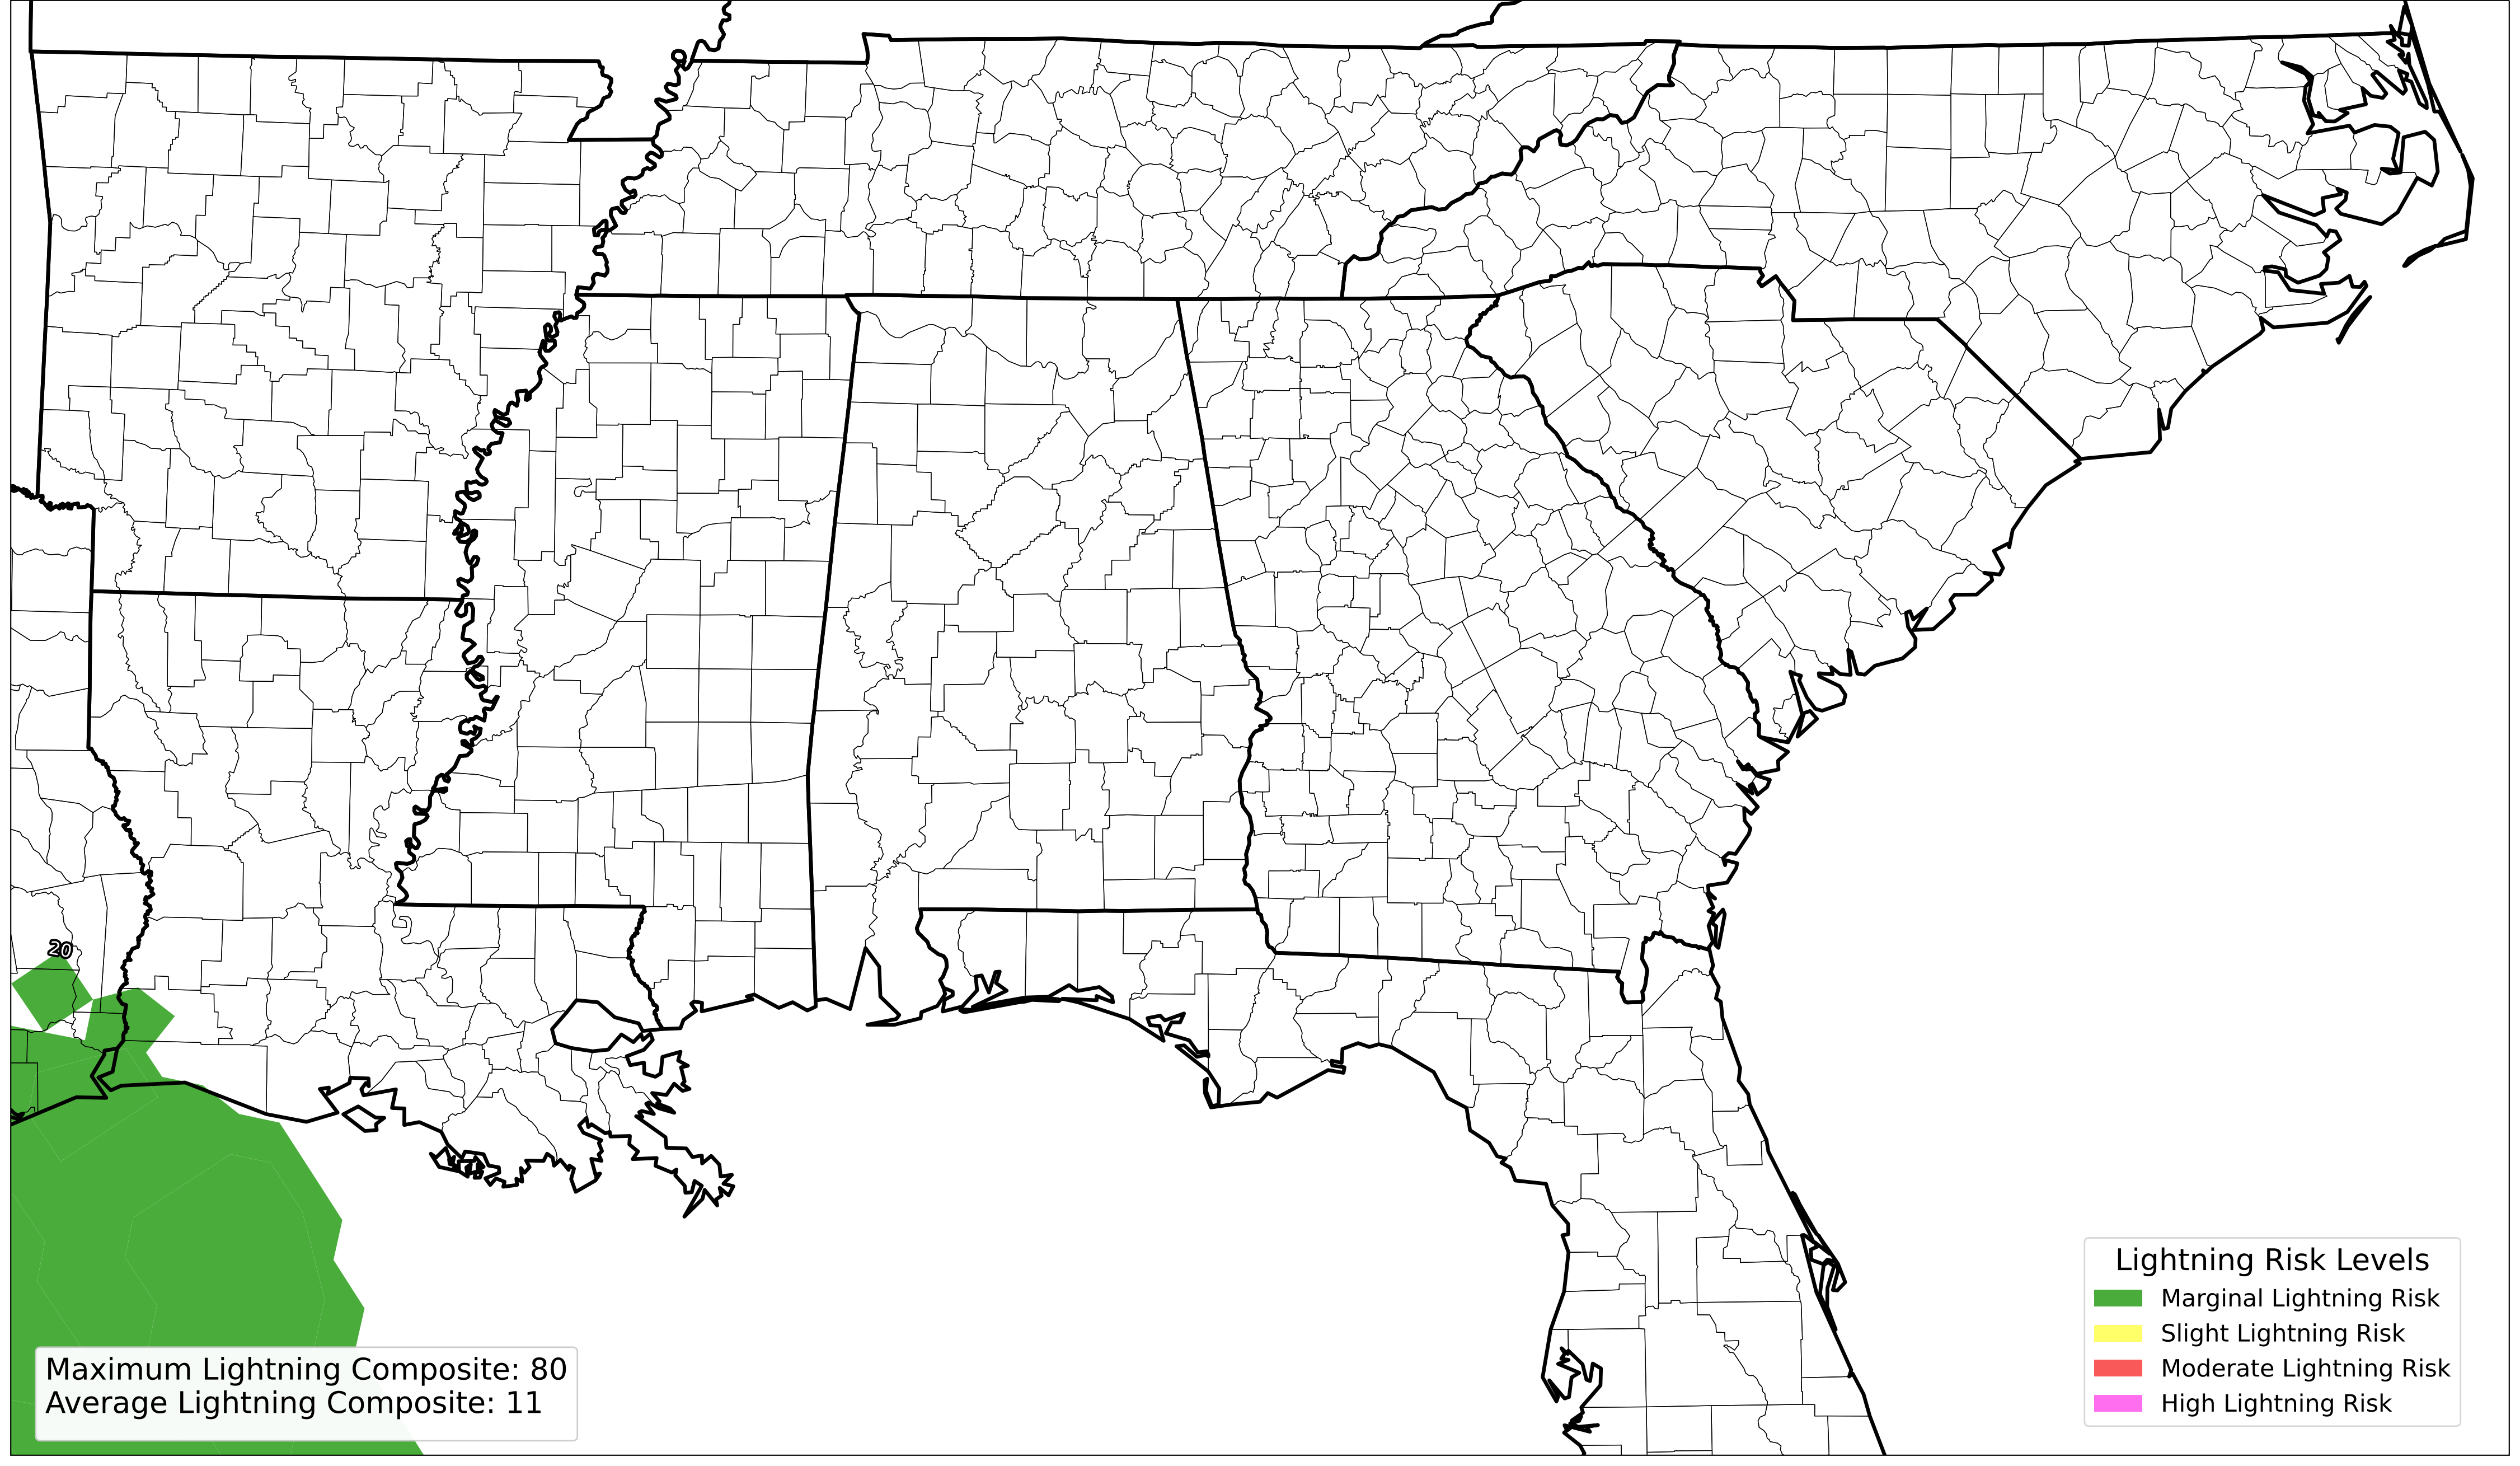 20
Maximum Lightning Composite: 80
Average Lightning Composite: 11
Lightning Risk Levels
Marginal Lightning Risk
Slight Lightning Risk
Moderate Lightning Risk
High Lightning Risk